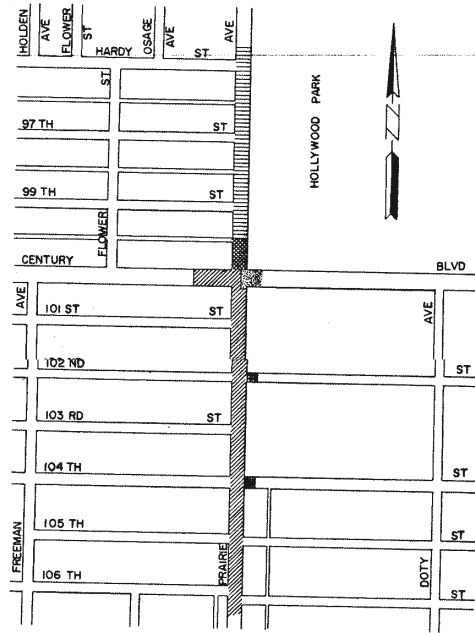 HOLDEN
AVE
FLOWER
ST
OSAGE
AVE
AVE
HARDY ST
ST
97 TH ST
HOLLYWOOD PARK
N
99 TH ST
FLOWER
CENTURY BLVD
AVE
101 ST ST
AVE
102 ND ST
103 RD ST
104 TH ST
105 TH ST
FREEMAN
PRAIRIE
DOTY
106 TH ST